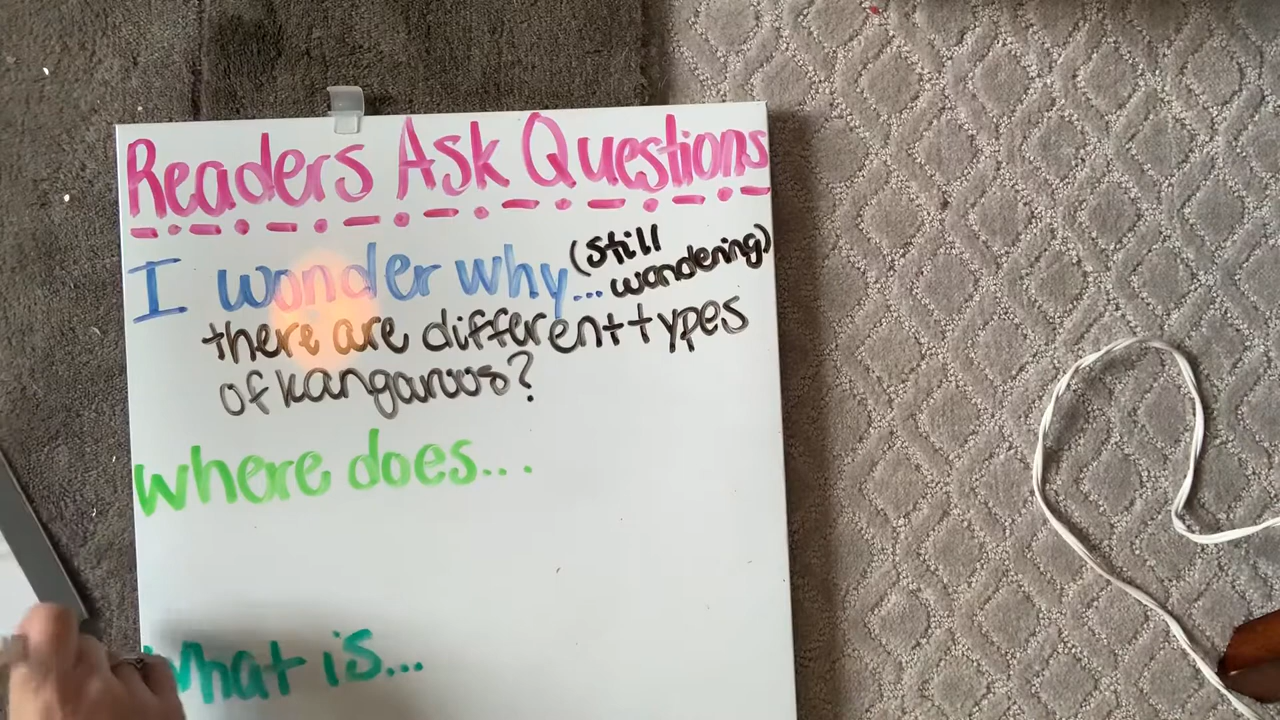 Readers Ask Questions
I wonder why... (still
wondering)
there are different types
of kangaroos?
where does...
what is...